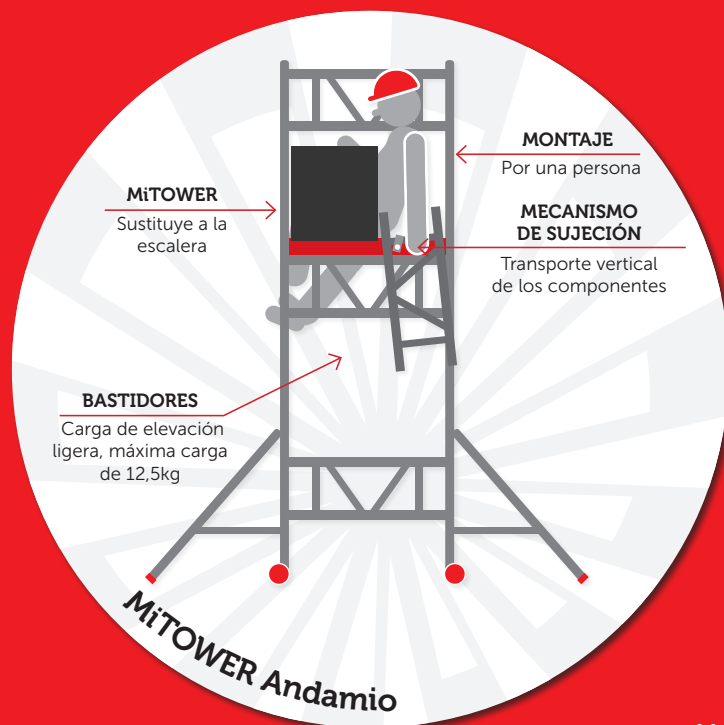 MONTAJE
Por una persona
MiTOWER
Sustituye a la
escalera
MECANISMO
DE SUJECIÓN
Transporte vertical
de los componentes
BASTIDORES
Carga de elevación
ligera, máxima carga
de 12,5kg
MiTOWER Andamio